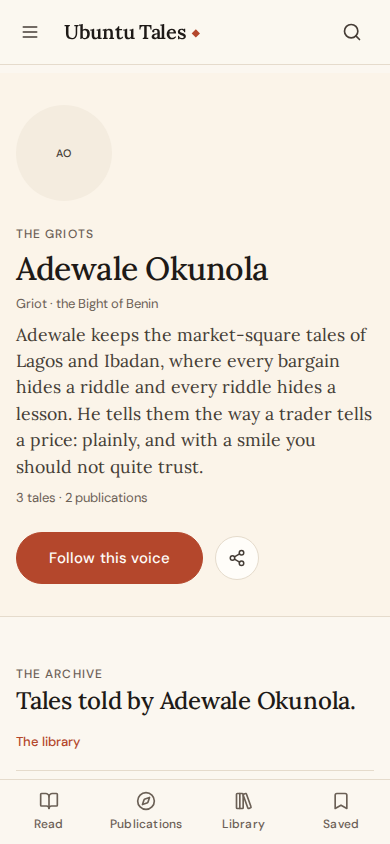 Ubuntu Tales
AO
THE GRIOTS
Adewale Okunola
Griot · the Bight of Benin
Adewale keeps the market-square tales of
Lagos and Ibadan, where every bargain
hides a riddle and every riddle hides a
lesson. He tells them the way a trader tells
a price: plainly, and with a smile you
should not quite trust.
3 tales · 2 publications
Follow this voice
THE ARCHIVE
Tales told by Adewale Okunola.
The library
Read
Publications
Library
Saved